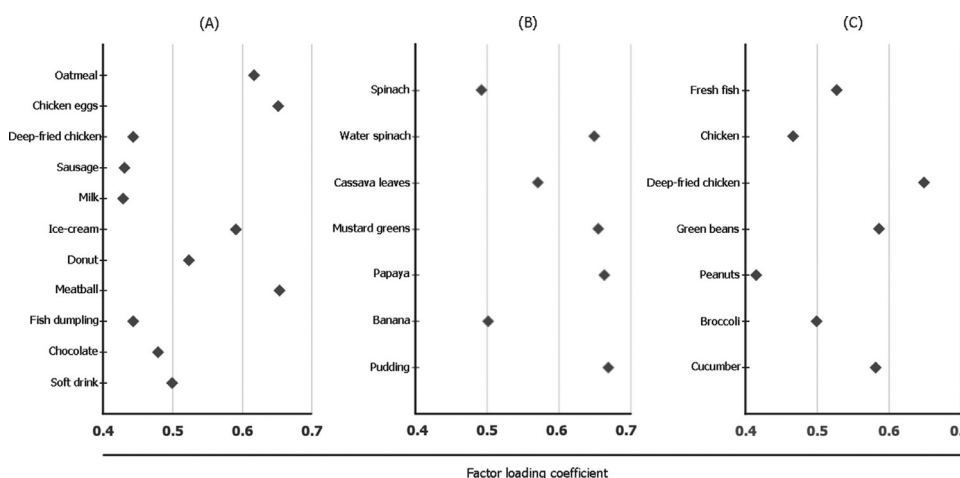 (A)
Oatmeal
Chicken eggs
Deep-fried chicken
Sausage
Milk
Ice-cream
Donut
Meatball
Fish dumpling
Chocolate
Soft drink
0.4 0.5 0.6 0.7
(B)
Spinach
Water spinach
Cassava leaves
Mustard greens
Papaya
Banana
Pudding
0.4 0.5 0.6 0.7
(C)
Fresh fish
Chicken
Deep-fried chicken
Green beans
Peanuts
Broccoli
Cucumber
0.4 0.5 0.6
Factor loading coefficient